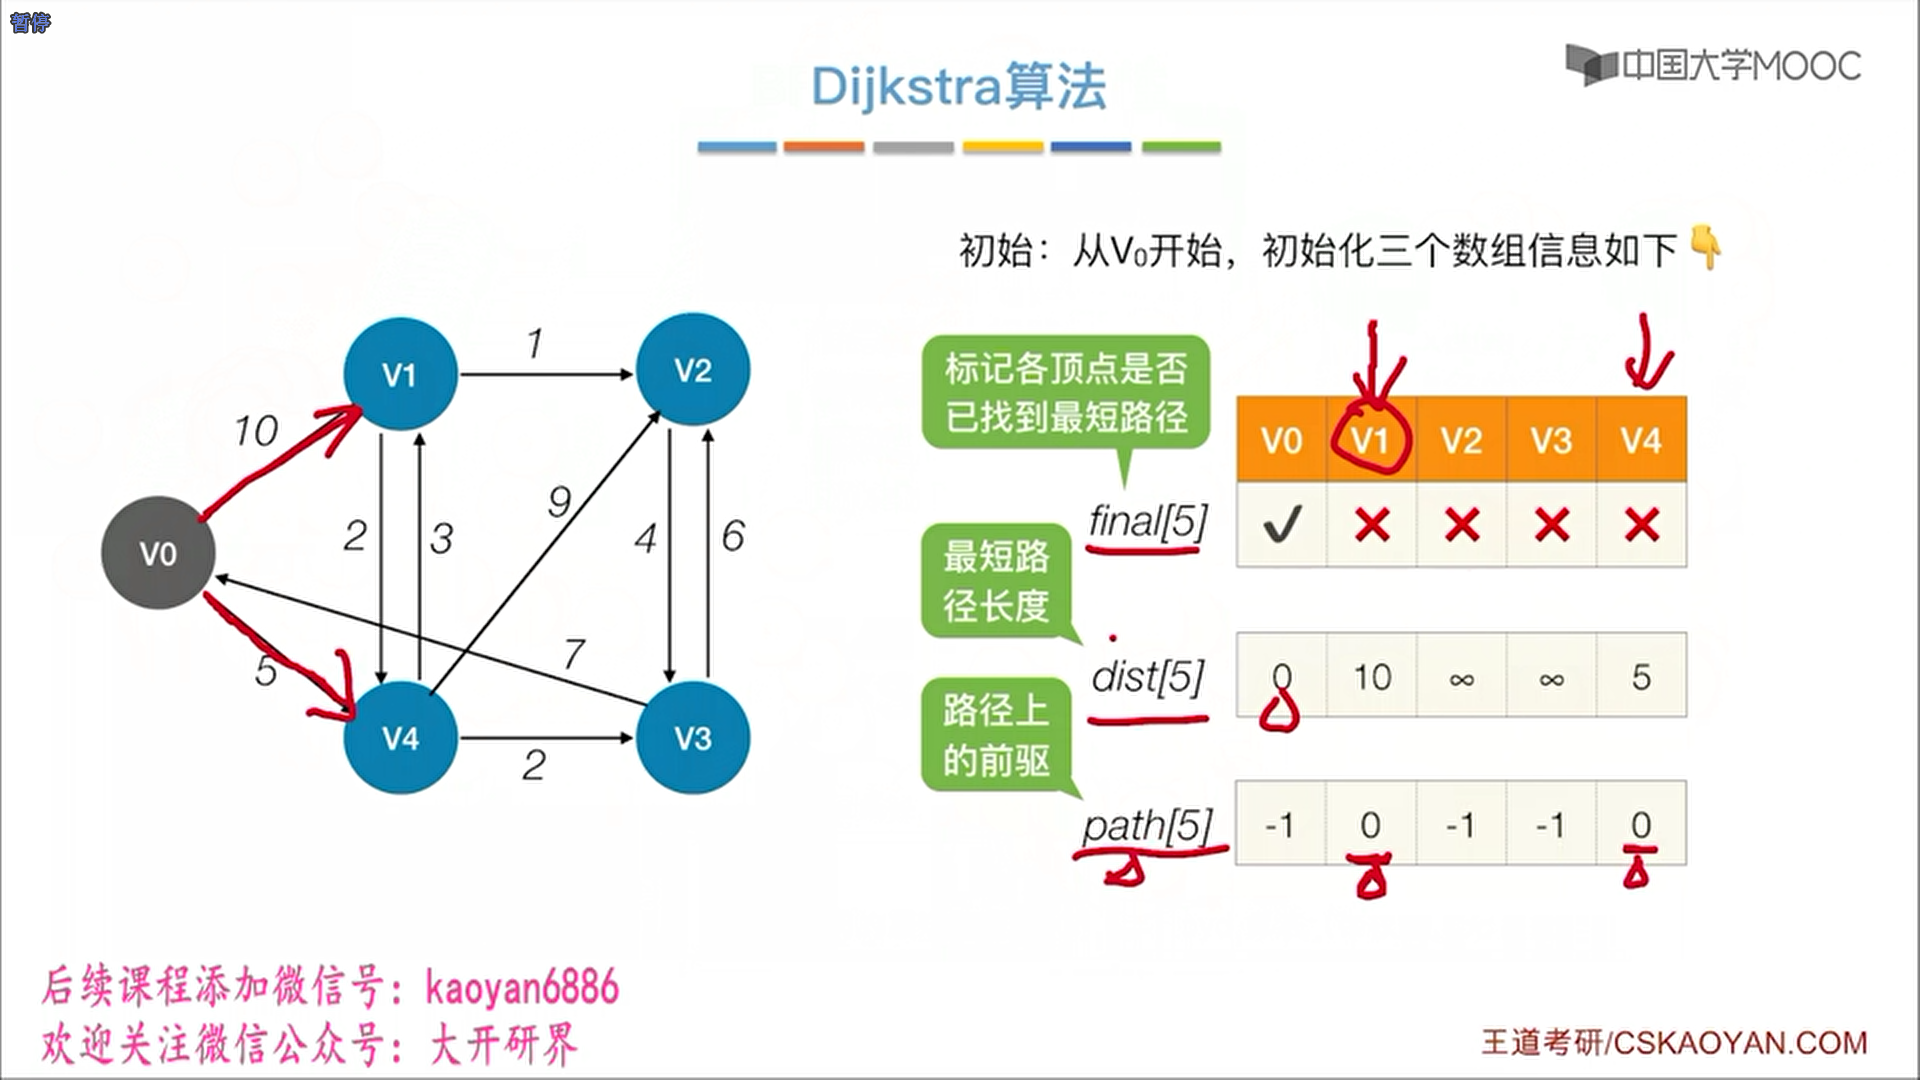 暂停
中国大学MOOC
Dijkstra算法
初始：从V₀开始，初始化三个数组信息如下👇
V1
1
V2
10
2
3
9
4
6
V0
5
7
V4
2
V3
标记各顶点是否
已找到最短路径
V0 V1 V2 V3 V4
final[5] ✓ ✕ ✕ ✕ ✕
最短路
径长度
dist[5] 0 10 ∞ ∞ 5
路径上
的前驱
path[5] -1 0 -1 -1 0
后续课程添加微信号：kaoyan6886
欢迎关注微信公众号：大开研界
王道考研/CSKAOYAN.COM